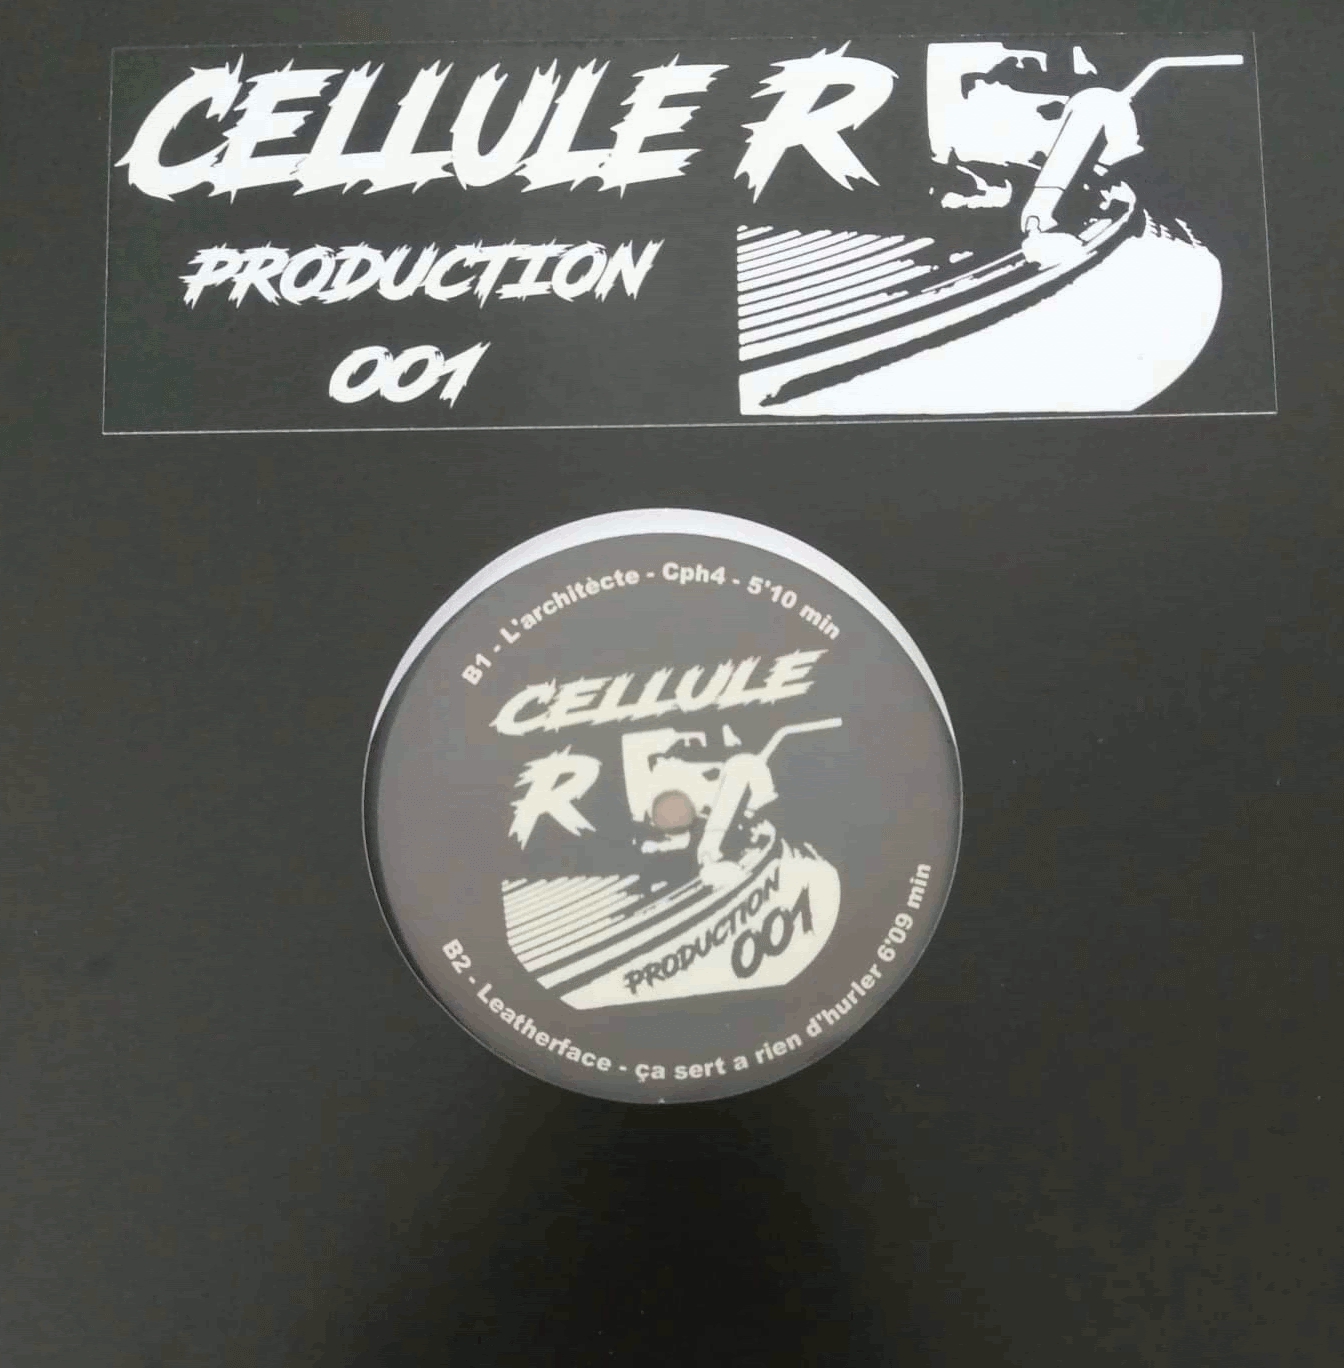 CELLULE R
PRODUCTION
001
B1 - L'architècte - Cph4 - 5'10 min
CELLULE
R
PRODUCTION
001
B2 - Leatherface - ça sert a rien d'hurler 6'09 min